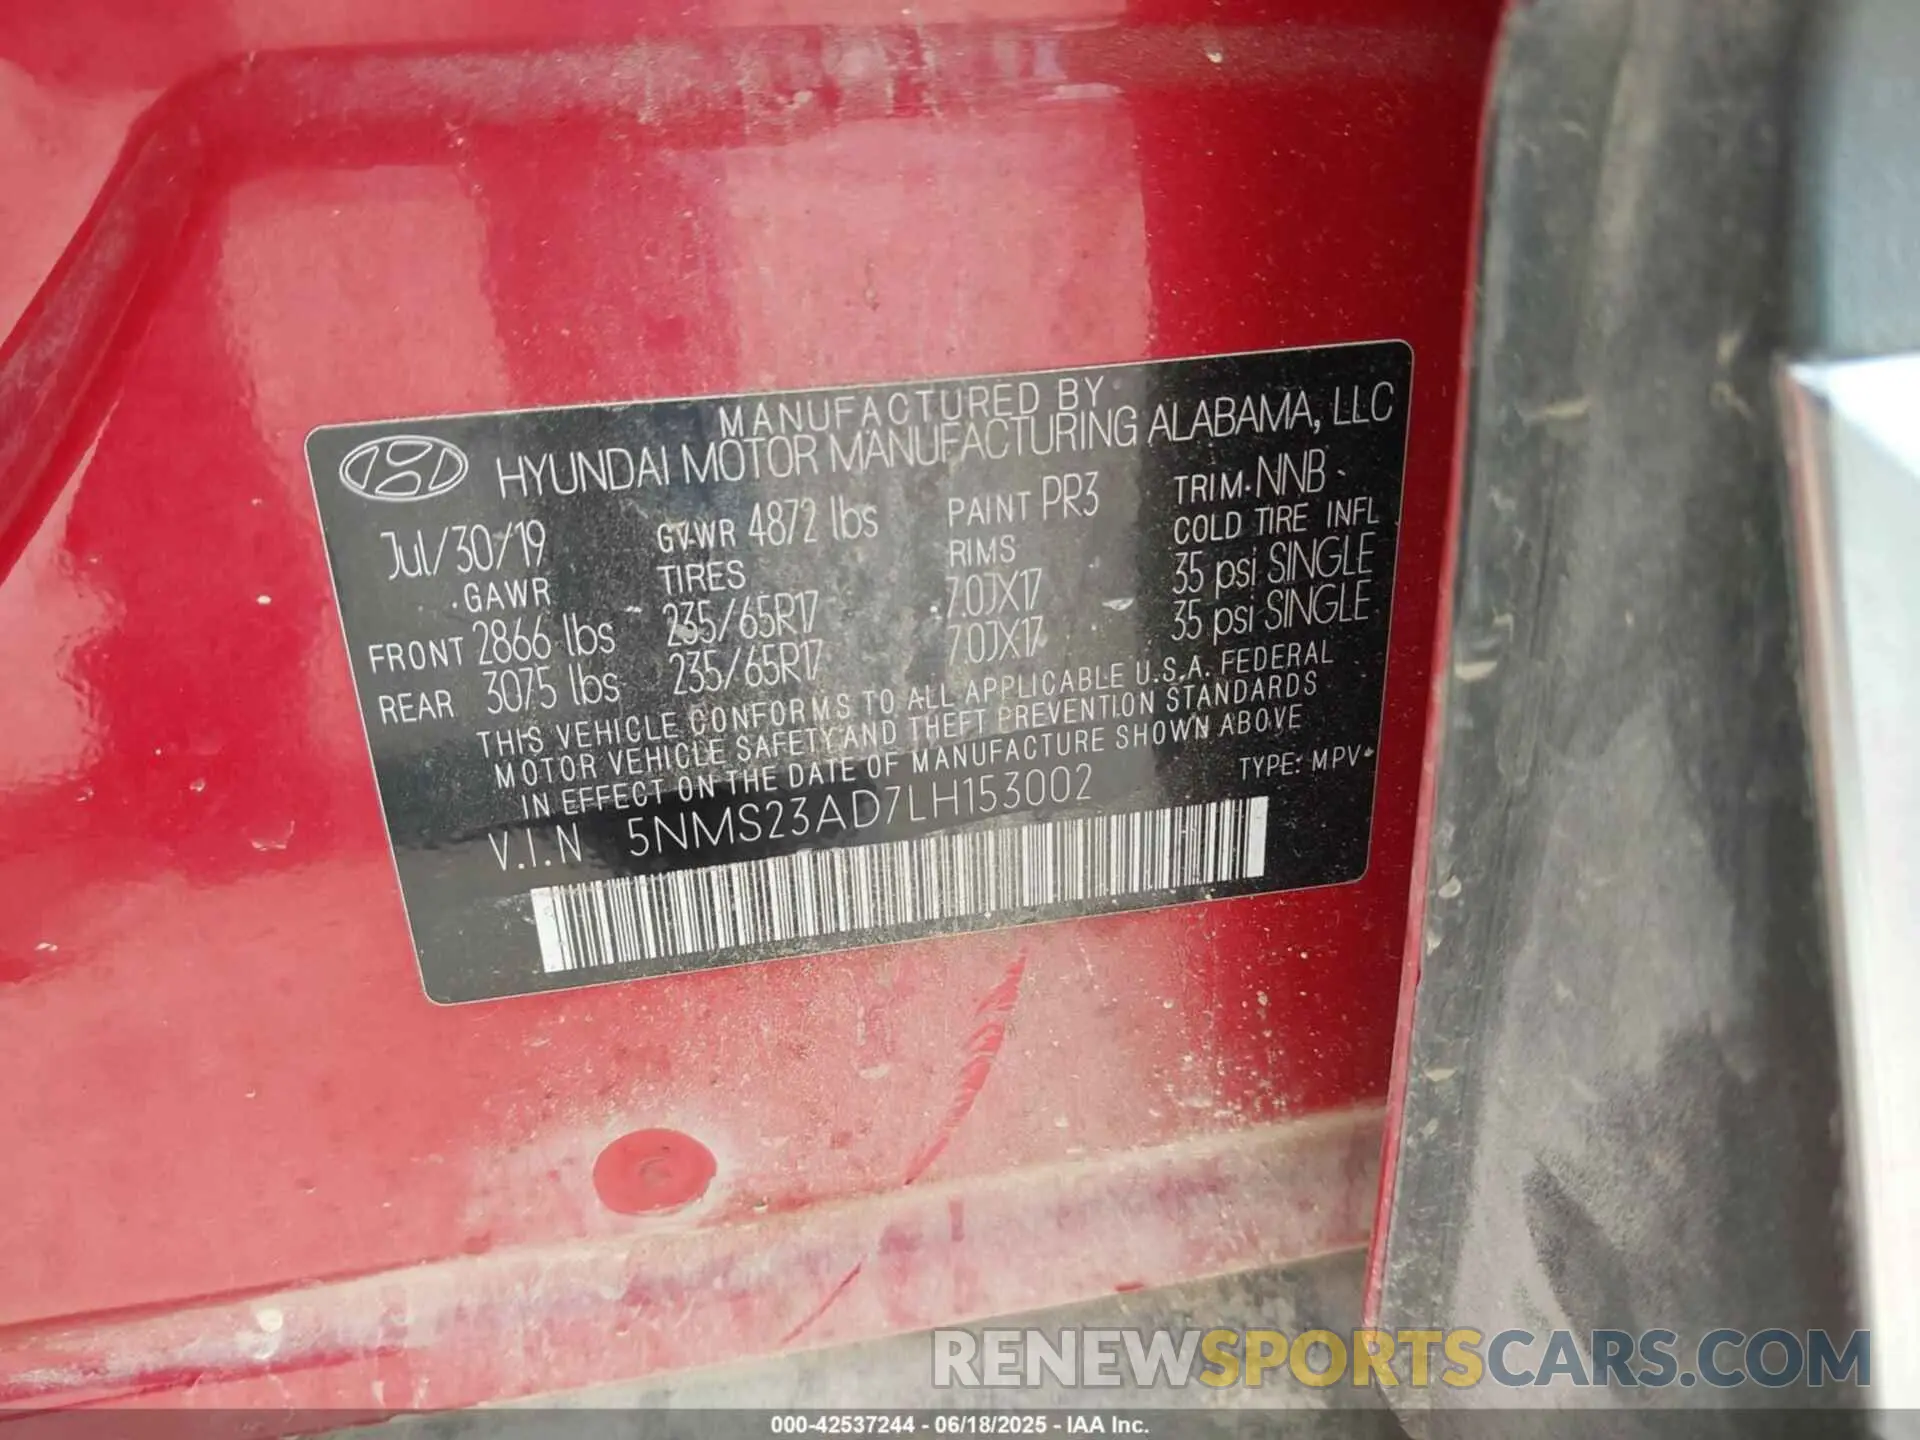 MANUFACTURED BY
HYUNDAI MOTOR MANUFACTURING ALABAMA, LLC
Jul/30/19 GVWR 4872 lbs PAINT PR3 TRIM NNB
GAWR TIRES RIMS COLD TIRE INFL
FRONT 2866 lbs 235/65R17 7.0JX17 35 psi SINGLE
REAR 3075 lbs 235/65R17 7.0JX17 35 psi SINGLE
THIS VEHICLE CONFORMS TO ALL APPLICABLE U.S.A. FEDERAL
MOTOR VEHICLE SAFETY AND THEFT PREVENTION STANDARDS
IN EFFECT ON THE DATE OF MANUFACTURE SHOWN ABOVE
V.I.N 5NMS23AD7LH153002 TYPE: MPV
RENEWSPORTSCARS.COM
000-42537244 - 06/18/2025 - IAA Inc.